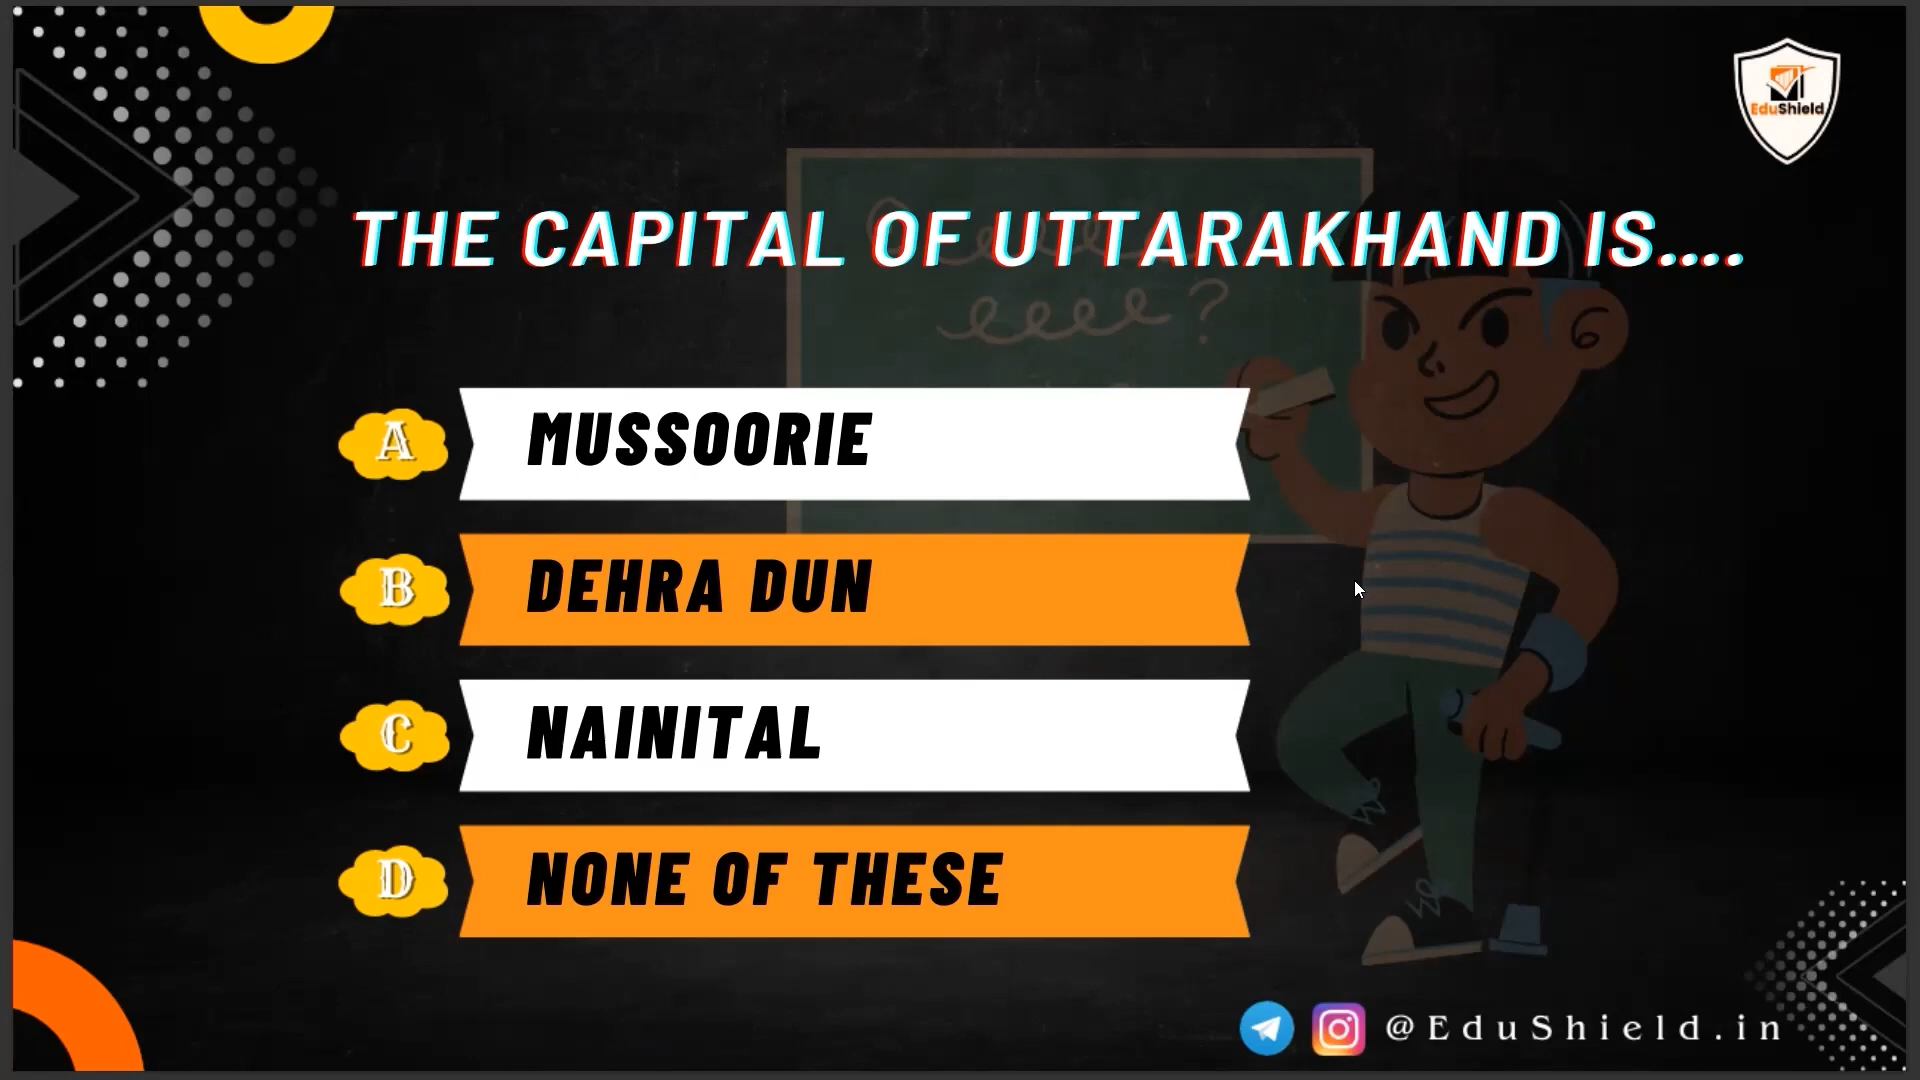 EduShield
THE CAPITAL OF UTTARAKHAND IS....
?
A MUSSOORIE
B DEHRA DUN
C NAINITAL
D NONE OF THESE
@EduShield.in